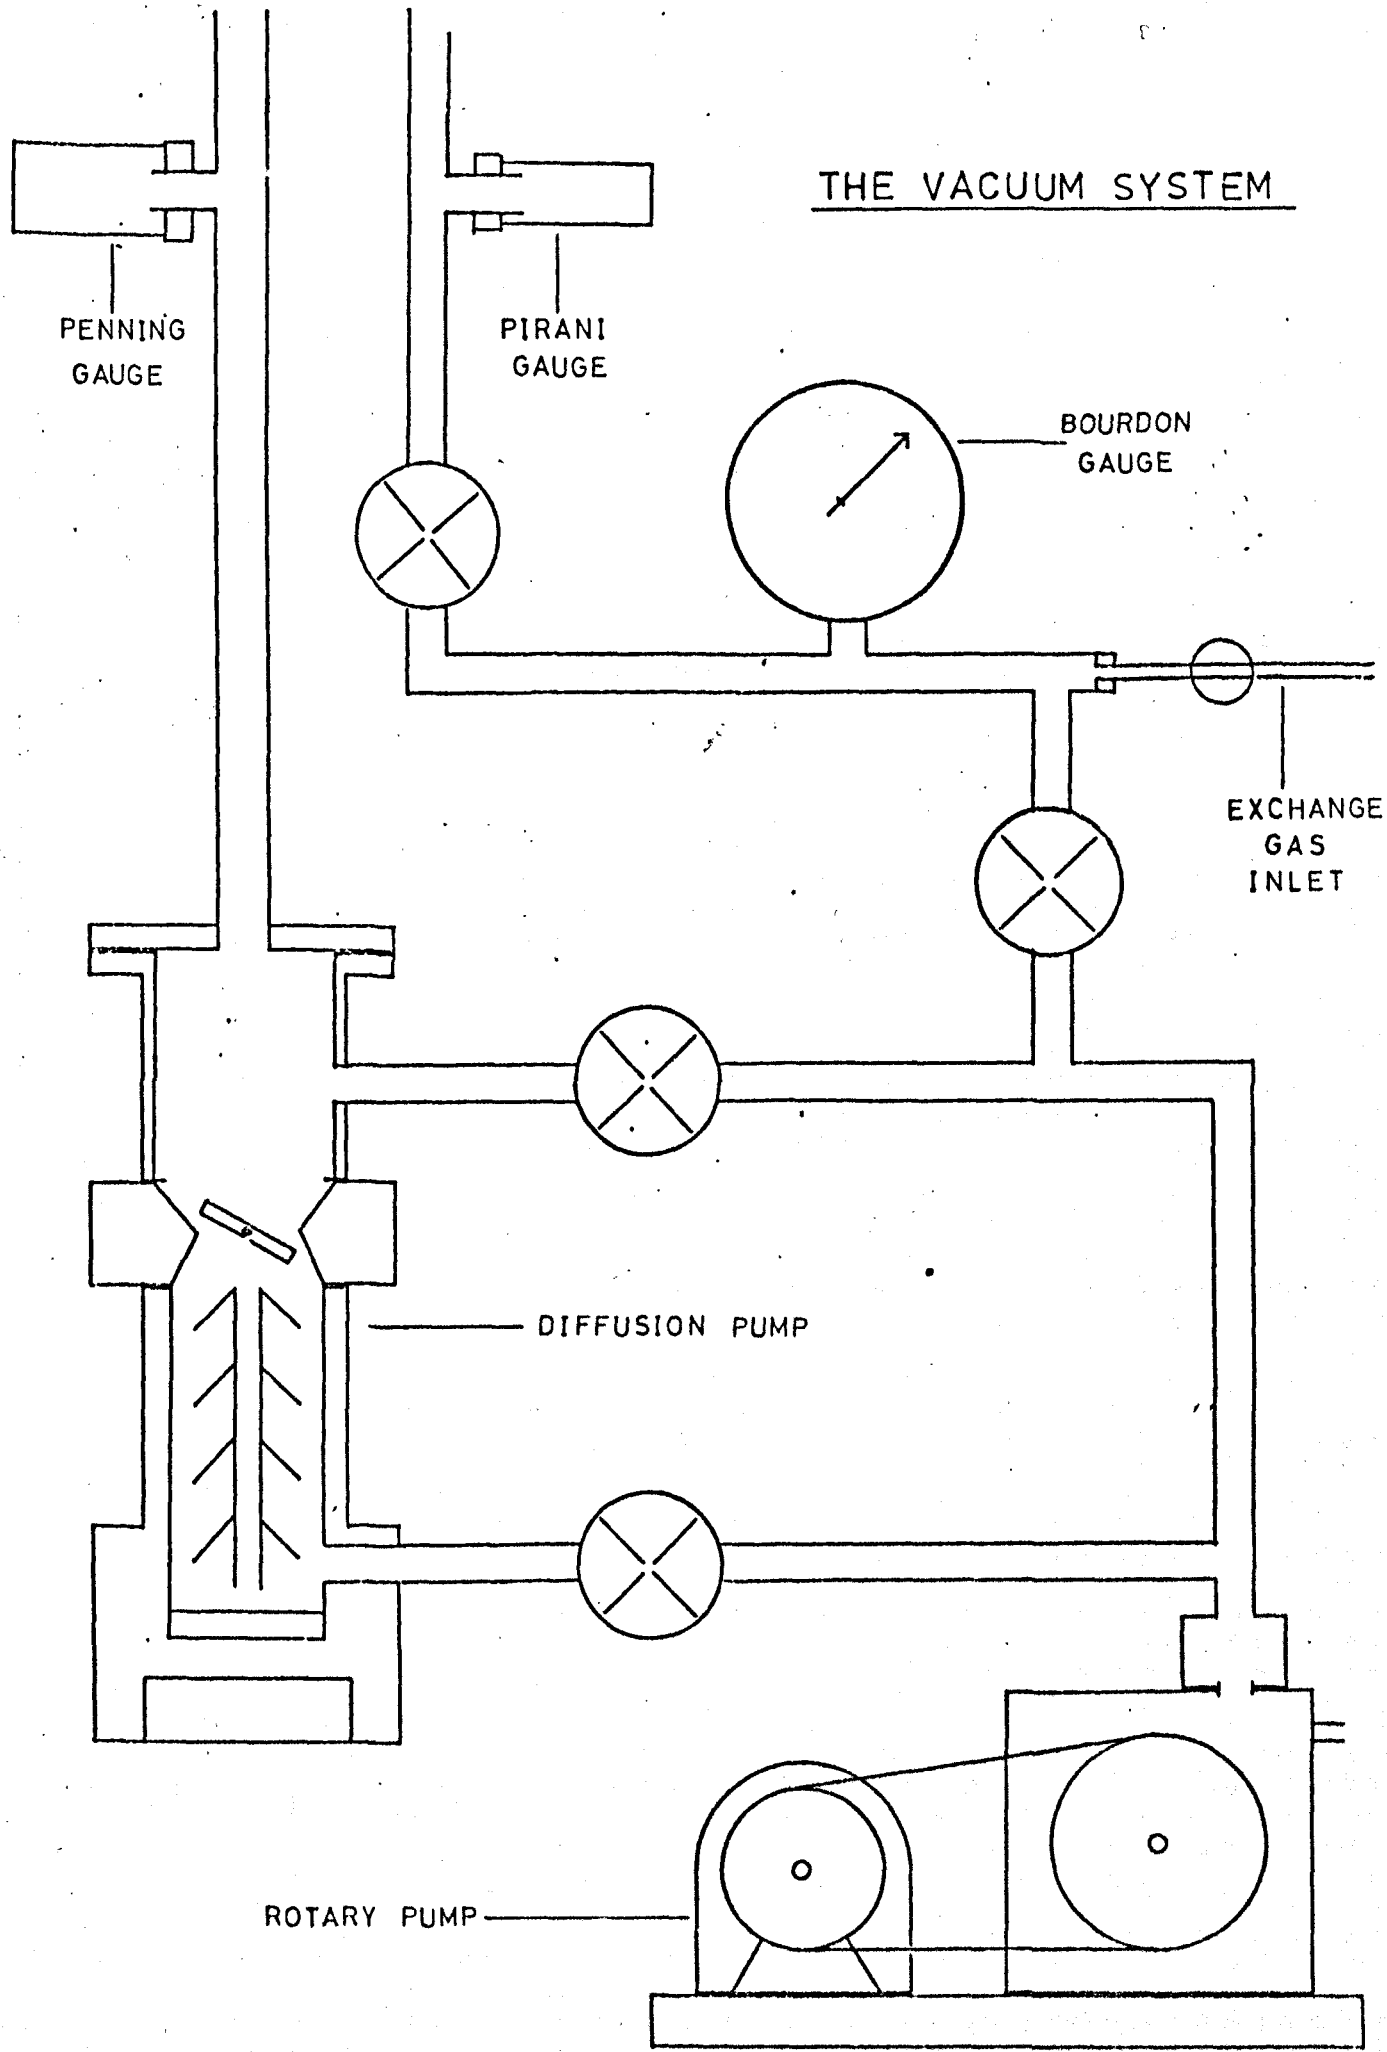 THE VACUUM SYSTEM
PENNING
GAUGE
PIRANI
GAUGE
BOURDON
GAUGE
EXCHANGE
GAS
INLET
DIFFUSION PUMP
ROTARY PUMP